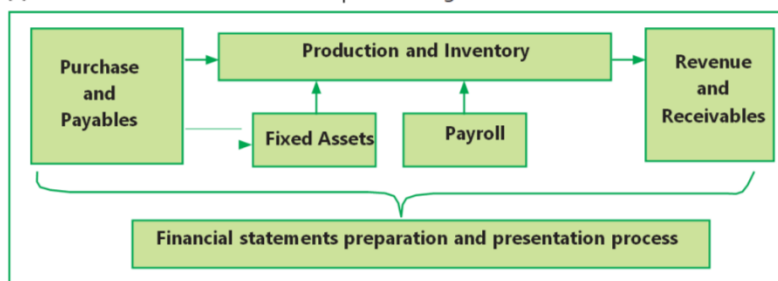 Purchase
and
Payables
Production and Inventory
Revenue
and
Receivables
Fixed Assets
Payroll
Financial statements preparation and presentation process